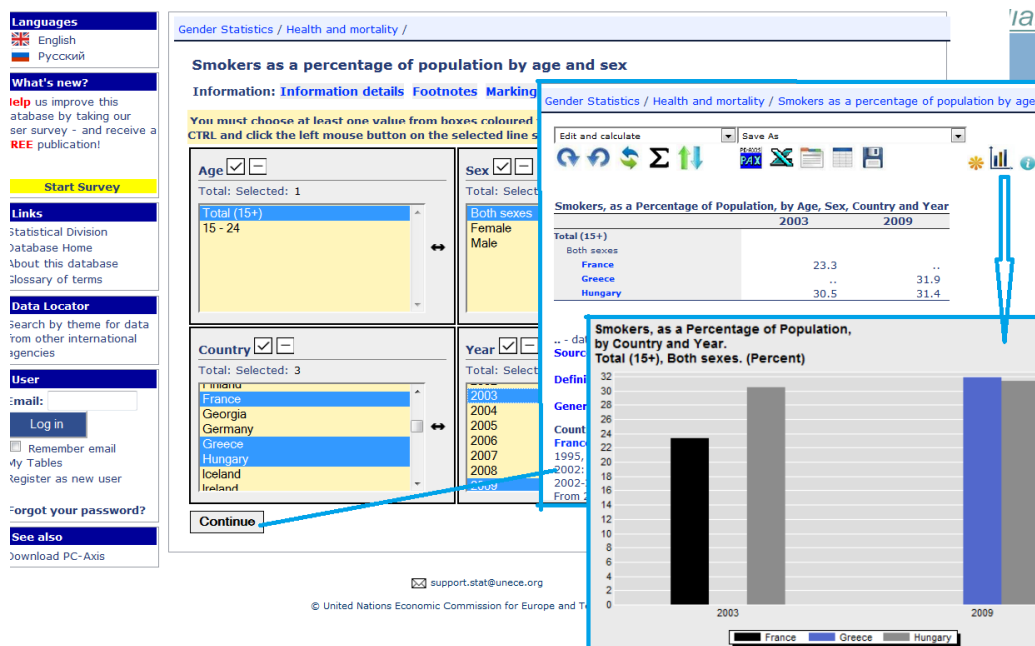 Languages
English
Русский
What's new?
Help us improve this
atabase by taking our
ser survey - and receive a
REE publication!
Start Survey
Links
Statistical Division
Database Home
About this database
Glossary of terms
Data Locator
Search by theme for data
from other international
agencies
User
Email:
Log in
Remember email
My Tables
Register as new user
Forgot your password?
See also
Download PC-Axis
Gender Statistics / Health and mortality /
Smokers as a percentage of population by age and sex
Information: Information details Footnotes Marking
You must choose at least one value from boxes coloured
CTRL and click the left mouse button on the selected line s
Age
Total: Selected: 1
Total (15+)
15 - 24
Sex
Total: Select
Both sexes
Female
Male
Country
Total: Selected: 3
Finland
France
Georgia
Germany
Greece
Hungary
Iceland
Ireland
Year
Total: Select
2002
2003
2004
2005
2006
2007
2008
2009
Continue
support.stat@unece.org
© United Nations Economic Commission for Europe and Te
Gender Statistics / Health and mortality / Smokers as a percentage of population by age
Edit and calculate
Save As
PAX
Smokers, as a Percentage of Population, by Age, Sex, Country and Year
2003 2009
Total (15+)
Both sexes
France 23.3 ..
Greece .. 31.9
Hungary 30.5 31.4
.. - dat
Sourc
Defini
Gener
Count
Franc
1995,
2002:
2002-
From 2
Smokers, as a Percentage of Population,
by Country and Year.
Total (15+), Both sexes. (Percent)
32
30
28
26
24
22
20
18
16
14
12
10
8
6
4
2
0
2003 2009
France Greece Hungary